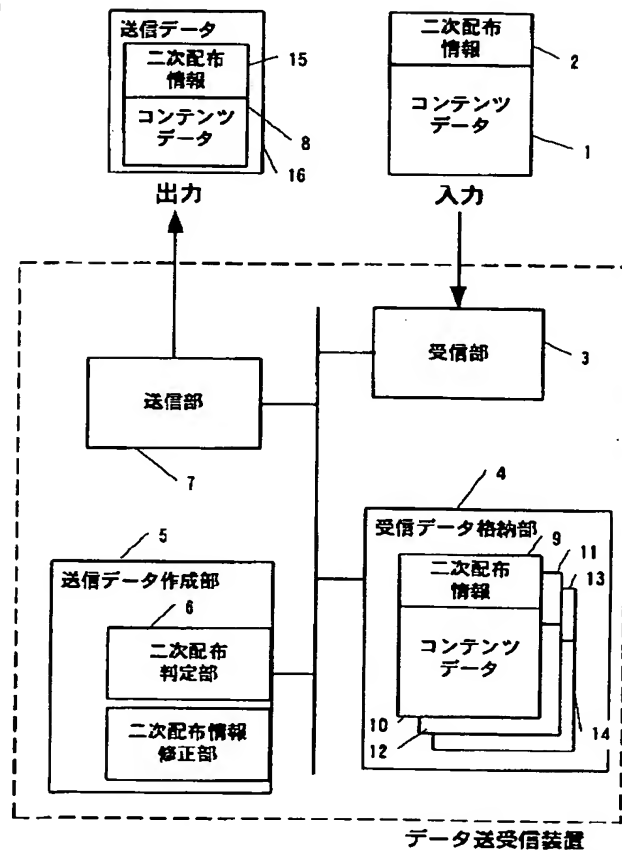 送信データ
二次配布
情報
15
コンテンツ
データ
8
16
出力
二次配布
情報
2
コンテンツ
データ
1
入力
受信部
3
送信部
7
4
受信データ格納部
9
11
13
二次配布
情報
コンテンツ
データ
10
12
14
5
送信データ作成部
6
二次配布
判定部
二次配布情報
修正部
データ送受信装置